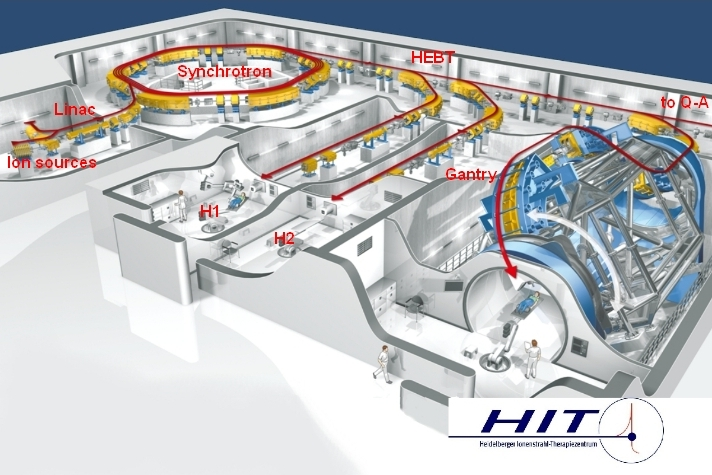 HEBT
Synchrotron
Linac
to Q-A
Ion sources
Gantry
H1
H2
HIT
Heidelberger Ionenstrahl-Therapiezentrum